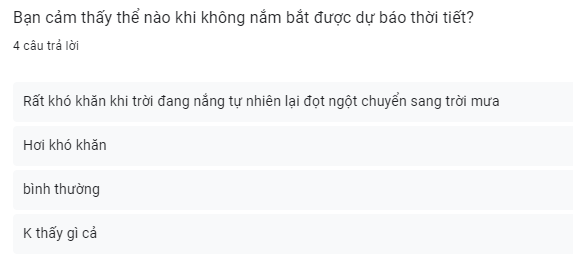 Bạn cảm thấy thế nào khi không nắm bắt được dự báo thời tiết?
4 câu trả lời
Rất khó khăn khi trời đang nắng tự nhiên lại đọt ngột chuyển sang trời mưa
Hơi khó khăn
bình thường
K thấy gì cả